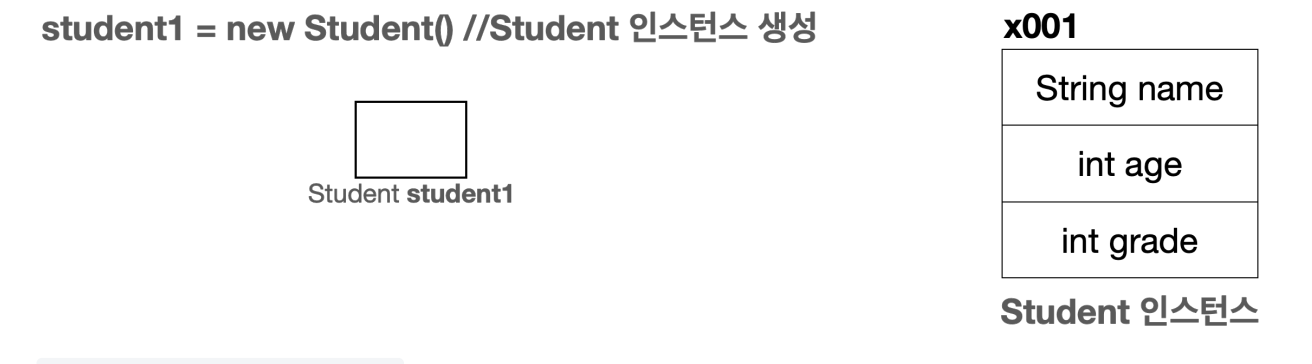 student1 = new Student() //Student 인스턴스 생성
x001
String name
int age
int grade
Student student1
Student 인스턴스